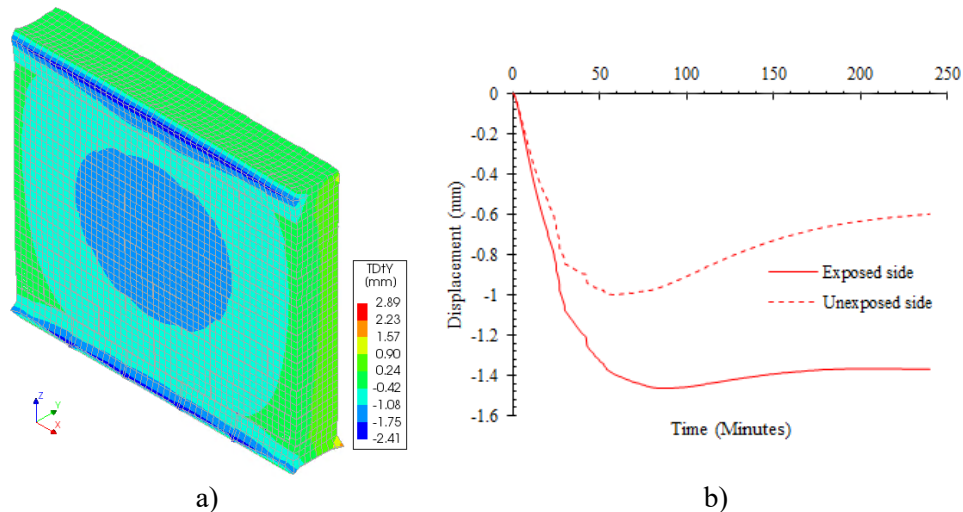 TDtY
(mm)
2.89
2.23
1.57
0.90
0.24
-0.42
-1.08
-1.75
-2.41
Z
Y
X
a)
0 50 100 150 200 250
0
-0.2
-0.4
-0.6
-0.8
-1
-1.2
-1.4
-1.6
Displacement (mm)
Exposed side
Unexposed side
Time (Minutes)
b)